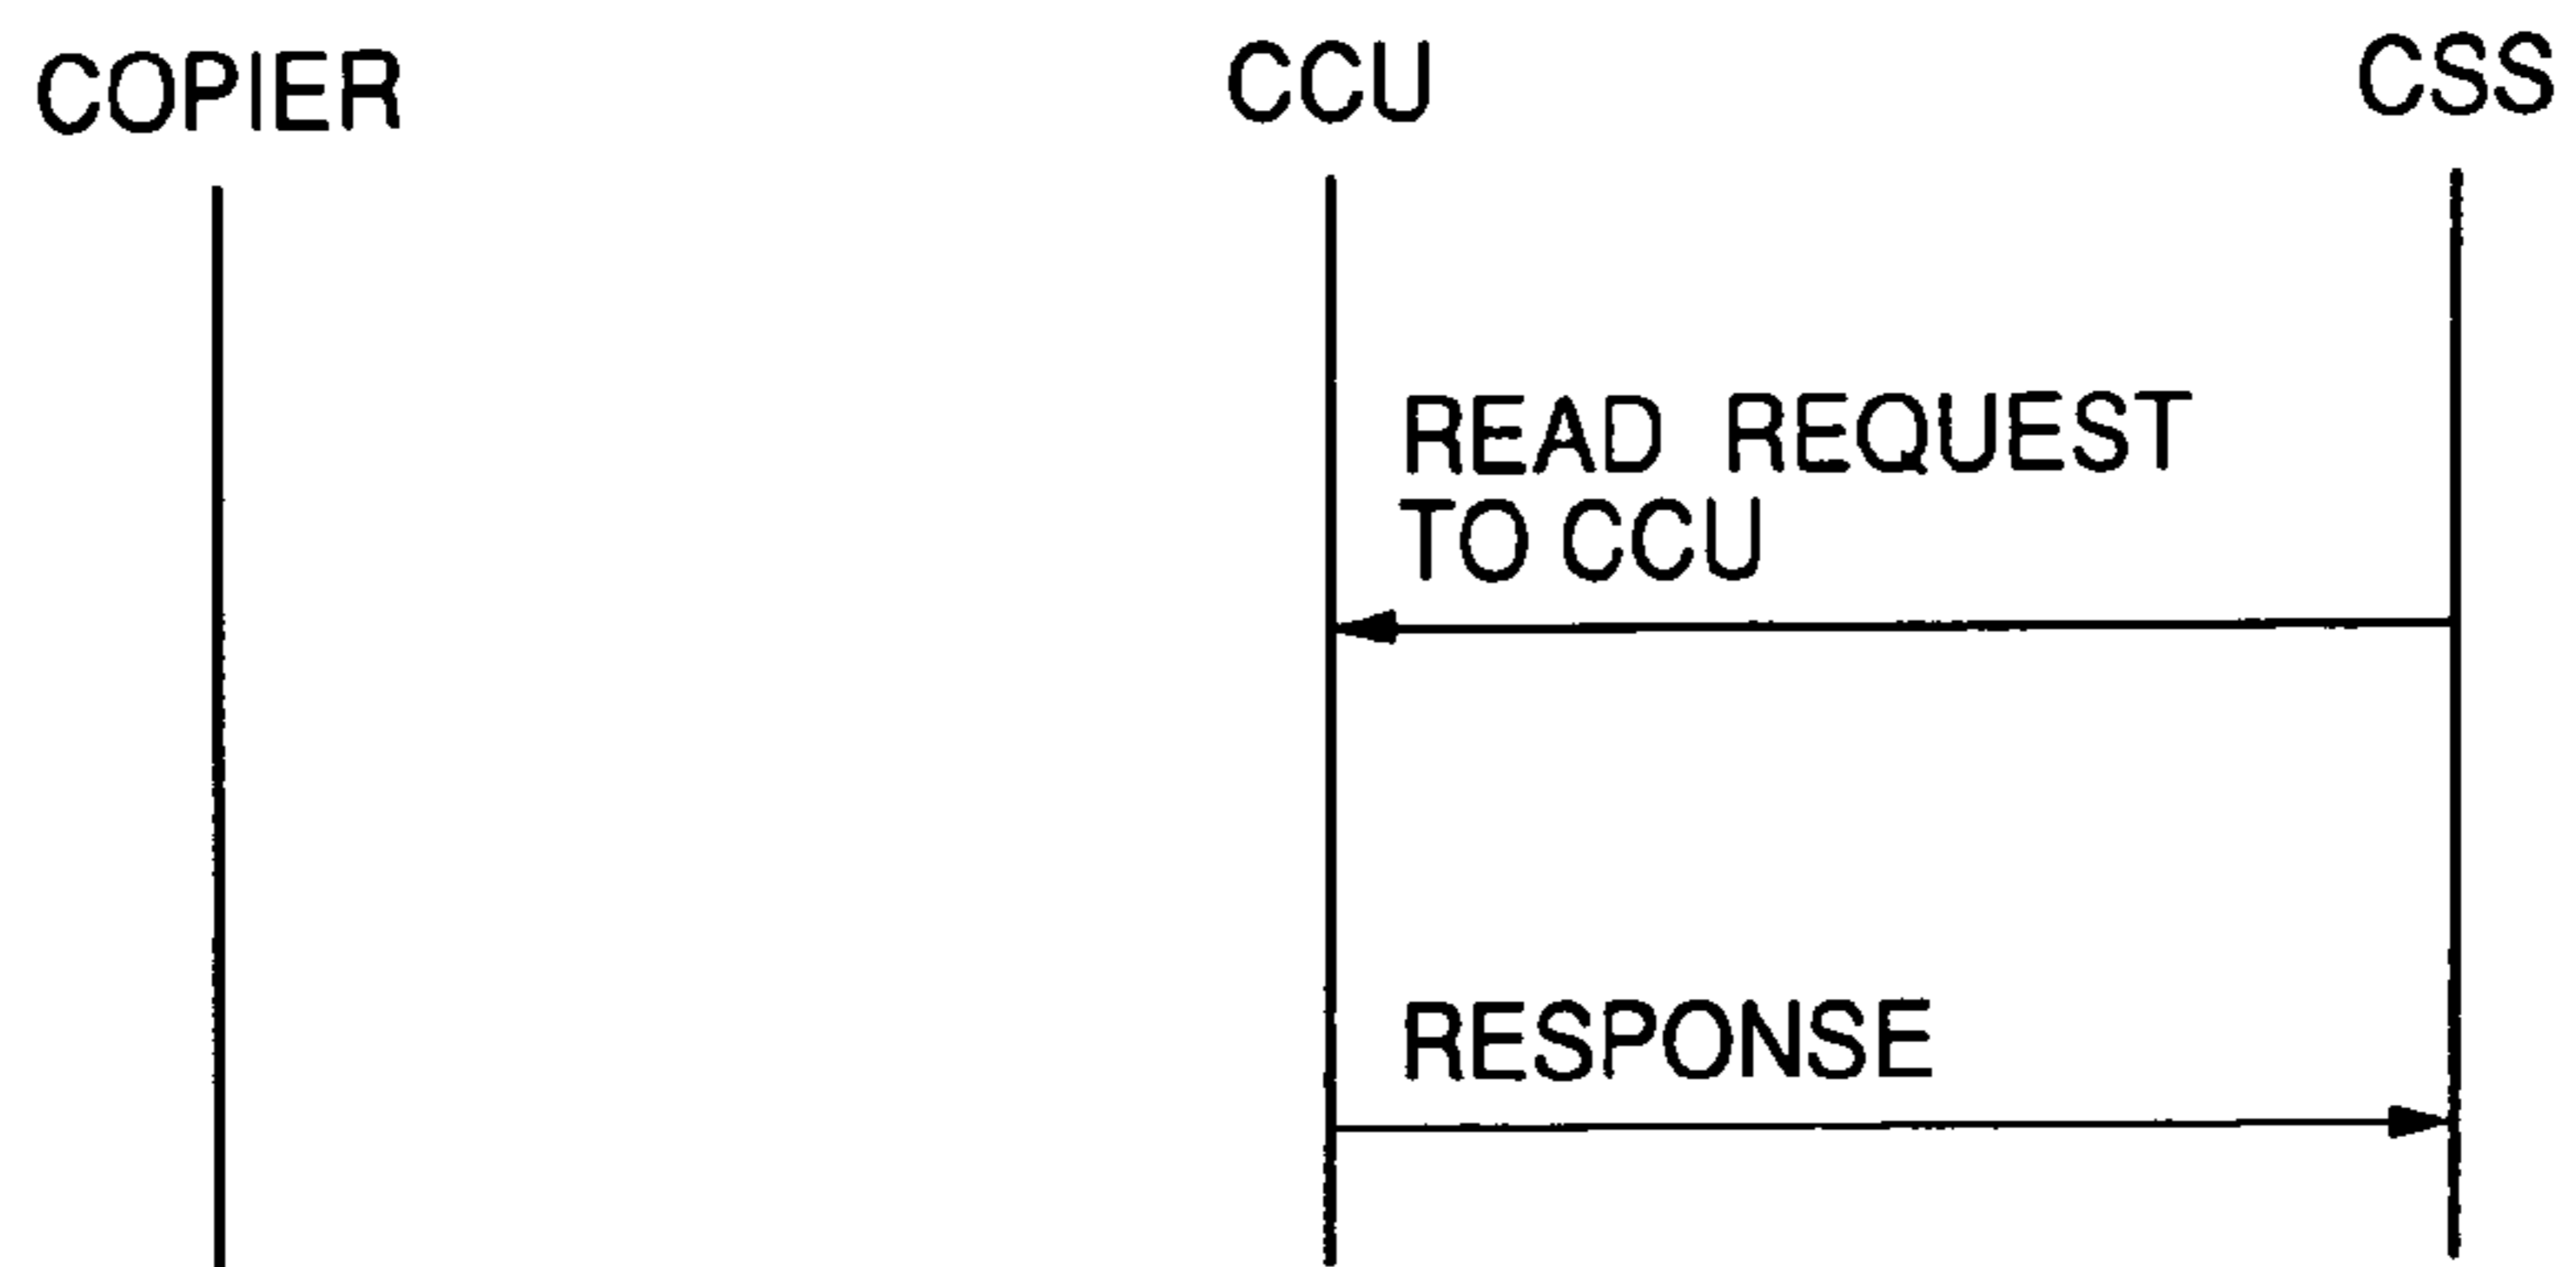 COPIER
CCU
CSS
READ REQUEST
TO CCU
RESPONSE